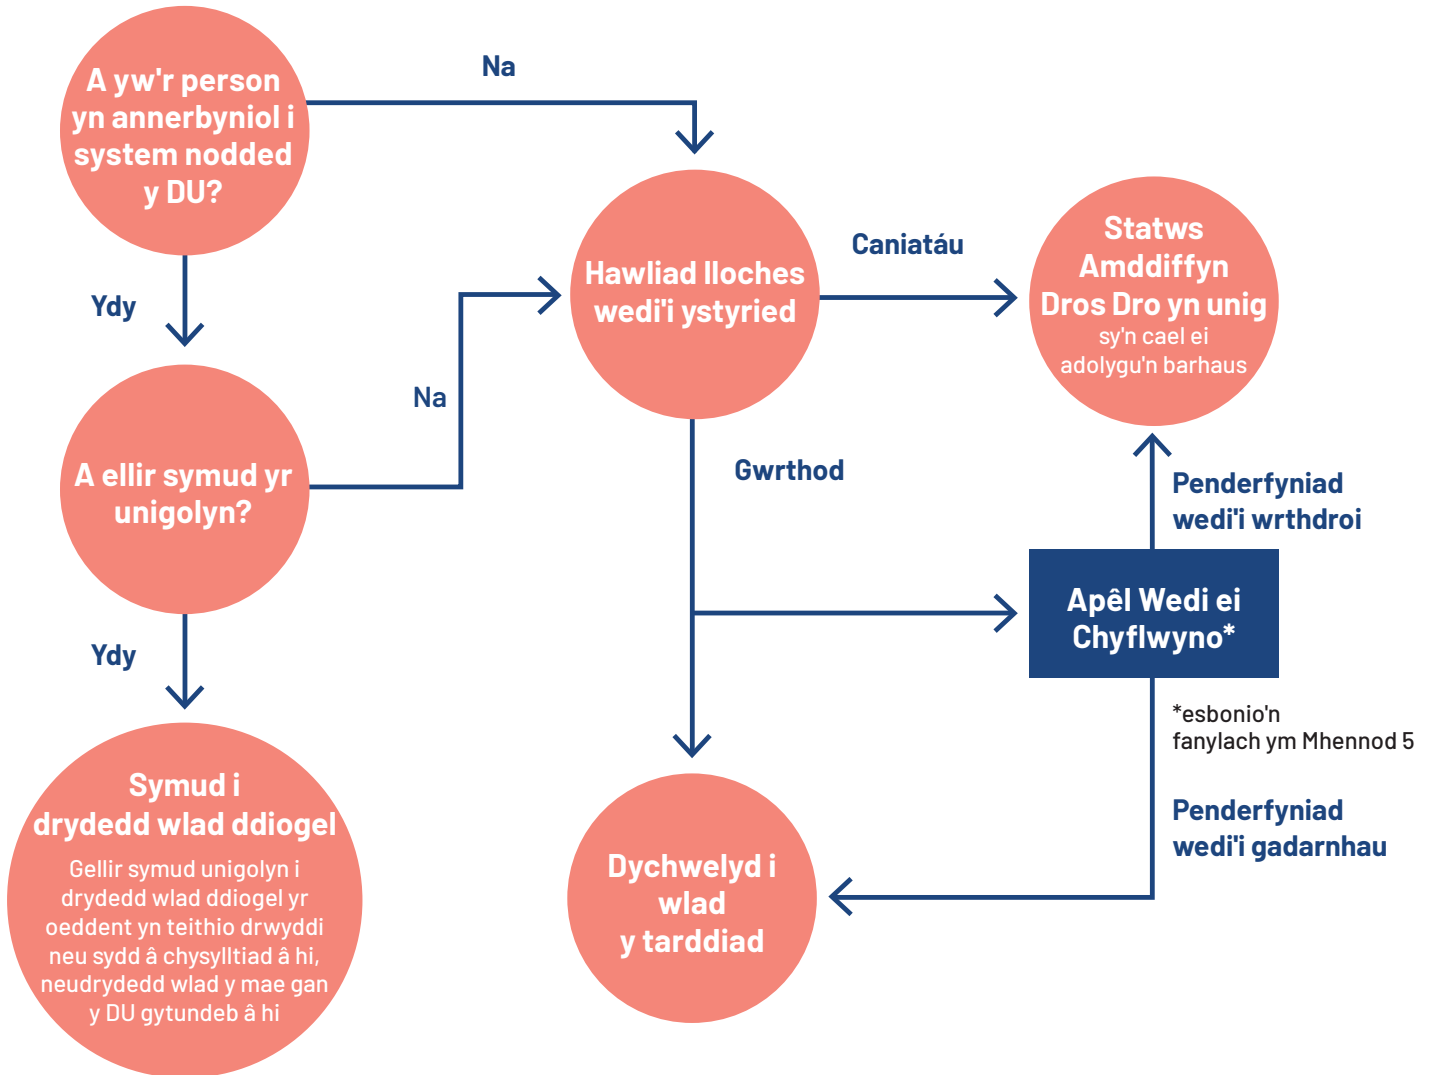 A yw'r person
yn annerbyniol i
system nodded
y DU?
Na
Ydy
A ellir symud yr
unigolyn?
Na
Ydy
Symud i
drydedd wlad ddiogel
Gellir symud unigolyn i
drydedd wlad ddiogel yr
oeddent yn teithio drwyddi
neu sydd â chysylltiad â hi,
neudrydedd wlad y mae gan
y DU gytundeb â hi
Hawliad lloches
wedi'i ystyried
Caniatáu
Statws
Amddiffyn
Dros Dro yn unig
sy'n cael ei
adolygu'n barhaus
Gwrthod
Penderfyniad
wedi'i wrthdroi
Apêl Wedi ei
Chyflwyno*
*esbonio'n
fanylach ym Mhennod 5
Penderfyniad
wedi'i gadarnhau
Dychwelyd i
wlad
y tarddiad